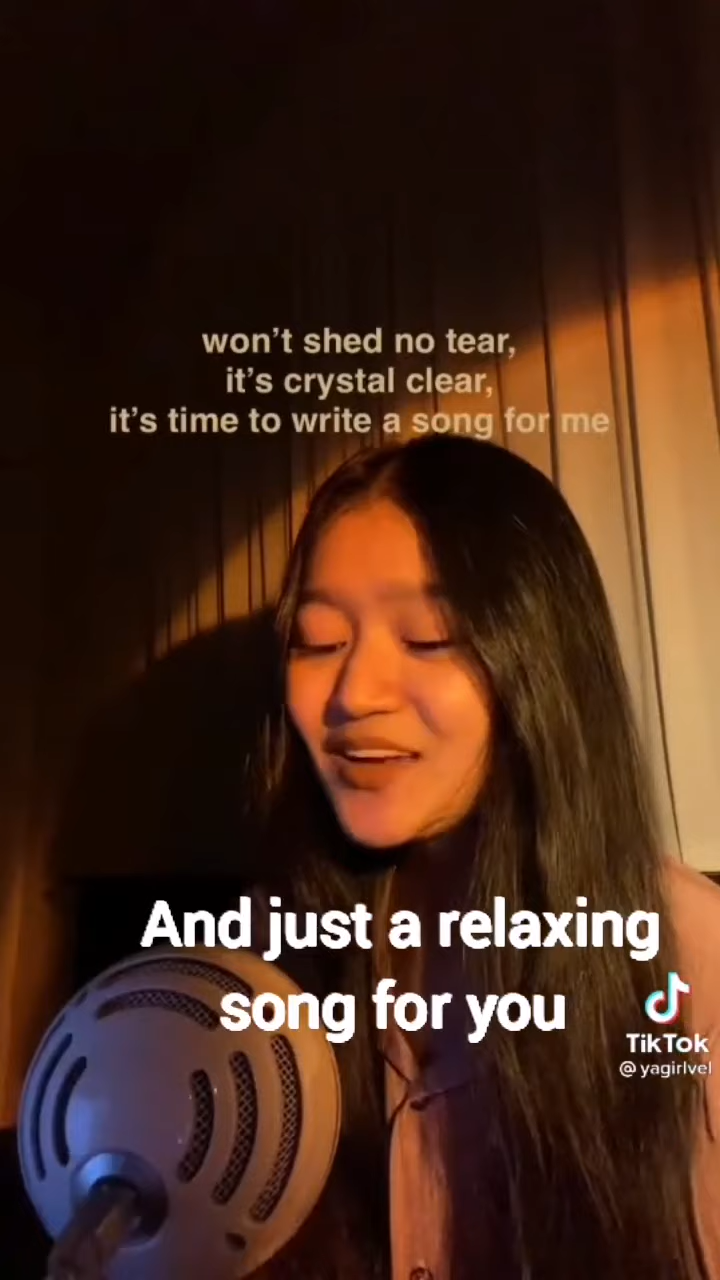 won’t shed no tear,
it’s crystal clear,
it’s time to write a song for me
And just a relaxing
song for you
TikTok
@yagirlvel